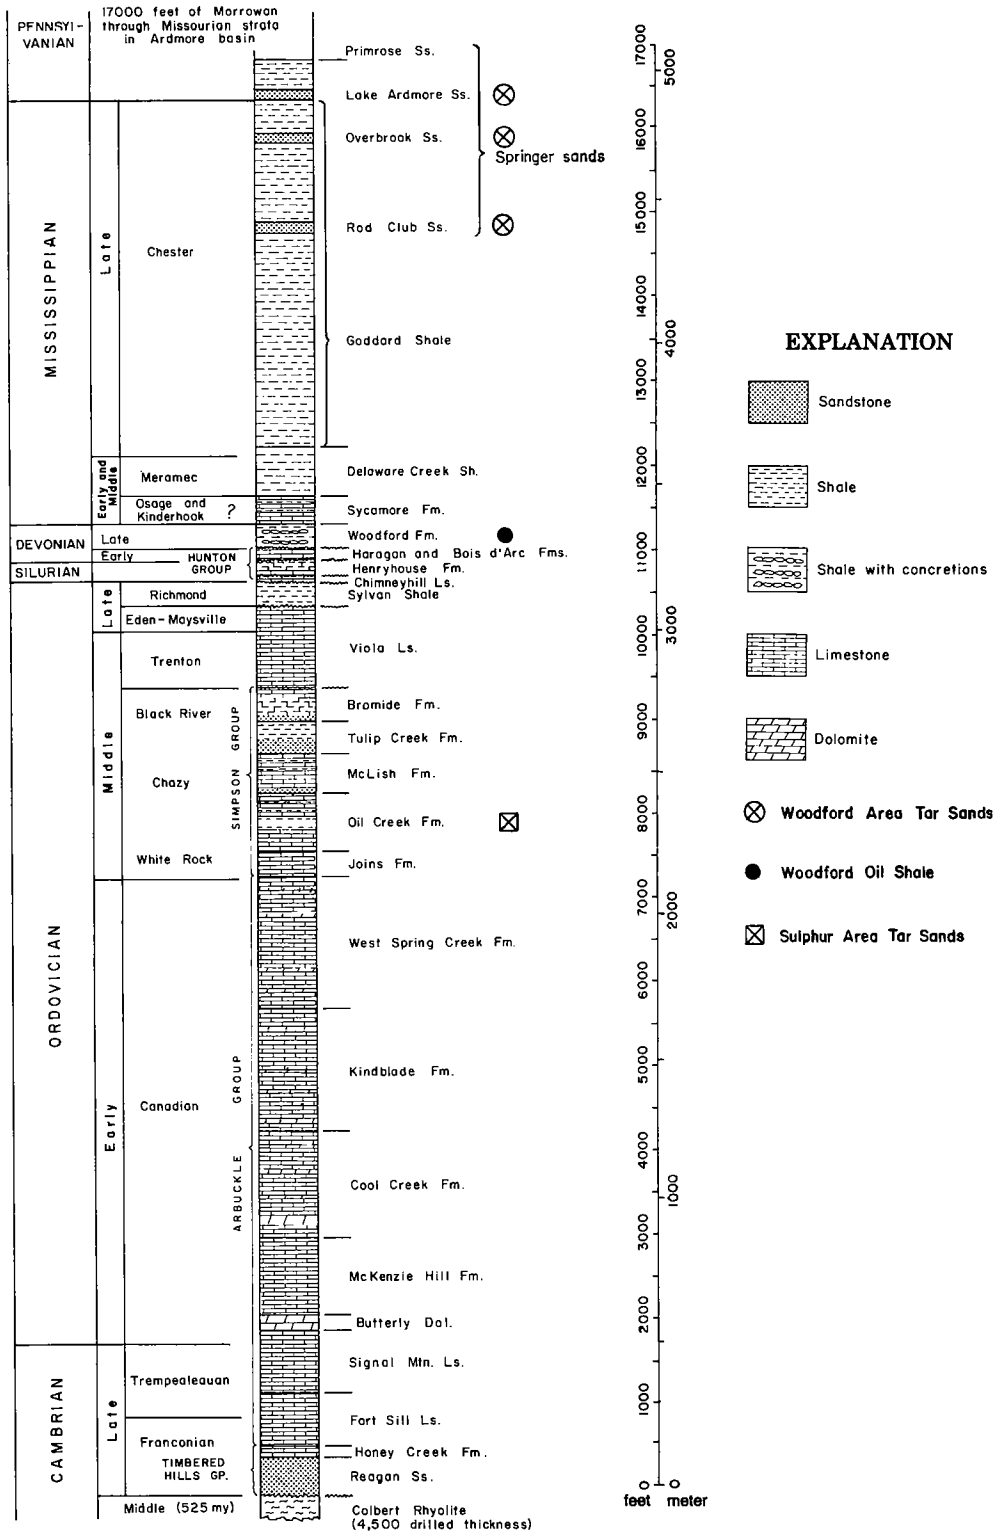 17000 feet of Morrowan
through Missourian strata
in Ardmore basin
PENNSYL-
VANIAN
Primrose Ss.
Lake Ardmore Ss.
Overbrook Ss.
Springer sands
Rod Club Ss.
MISSISSIPPIAN
Late
Chester
Goddard Shale
Early and
Middle
Meramec
Delaware Creek Sh.
Osage and
Kinderhook ?
Sycamore Fm.
DEVONIAN
Late
Woodford Fm.
Early
HUNTON
GROUP
Haragan and Bois d'Arc Fms.
SILURIAN
Henryhouse Fm.
Chimneyhill Ls.
ORDOVICIAN
Late
Richmond
Sylvan Shale
Eden-Maysville
Viola Ls.
Middle
Trenton
Black River
SIMPSON GROUP
Bromide Fm.
Tulip Creek Fm.
Chazy
McLish Fm.
Oil Creek Fm.
White Rock
Joins Fm.
Early
Canadian
ARBUCKLE GROUP
West Spring Creek Fm.
Kindblade Fm.
Cool Creek Fm.
McKenzie Hill Fm.
Butterly Dol.
CAMBRIAN
Late
Trempealeauan
Signal Mtn. Ls.
Fort Sill Ls.
Franconian
Honey Creek Fm.
TIMBERED
HILLS GP.
Reagan Ss.
Middle (525 my)
Colbert Rhyolite
(4,500 drilled thickness)
17000
16000
15000
14000
13000
12000
11000
10000
9000
8000
7000
6000
5000
4000
3000
2000
1000
0
feet
5000
4000
3000
2000
1000
0
meter
EXPLANATION
Sandstone
Shale
Shale with concretions
Limestone
Dolomite
Woodford Area Tar Sands
Woodford Oil Shale
Sulphur Area Tar Sands